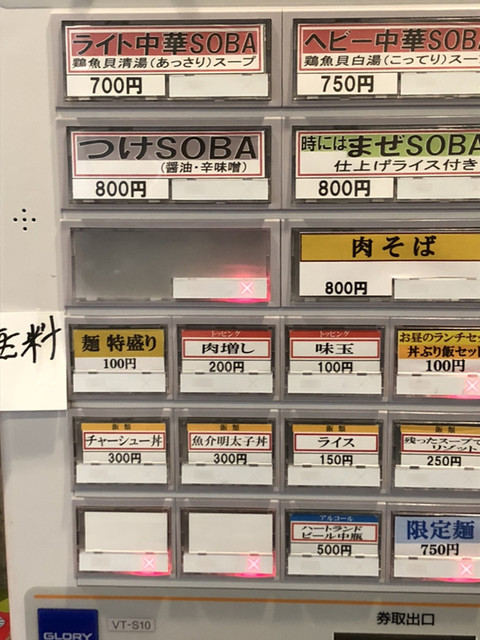 ライト中華SOBA
鶏魚貝清湯(あっさり)スープ
700円
ヘビー中華SOBA
鶏魚貝白湯(こってり)スー
750円
つけSOBA
(醤油・辛味噌)
800円
時にはまぜSOBA
仕上げライス付き
800円
肉そば
800円
料
麺 特盛り
100円
トッピング
肉増し
200円
トッピング
味玉
100円
お昼のランチセッ
丼ぶり飯セット
100円
飯類
チャーシュー丼
300円
飯類
魚介明太子丼
300円
飯類
ライス
150円
飯類
残ったスープで
リゾット
250円
アルコール
ハートランド
ビール中瓶
500円
限定麺
750円
GLORY
VT-S10
券取出口